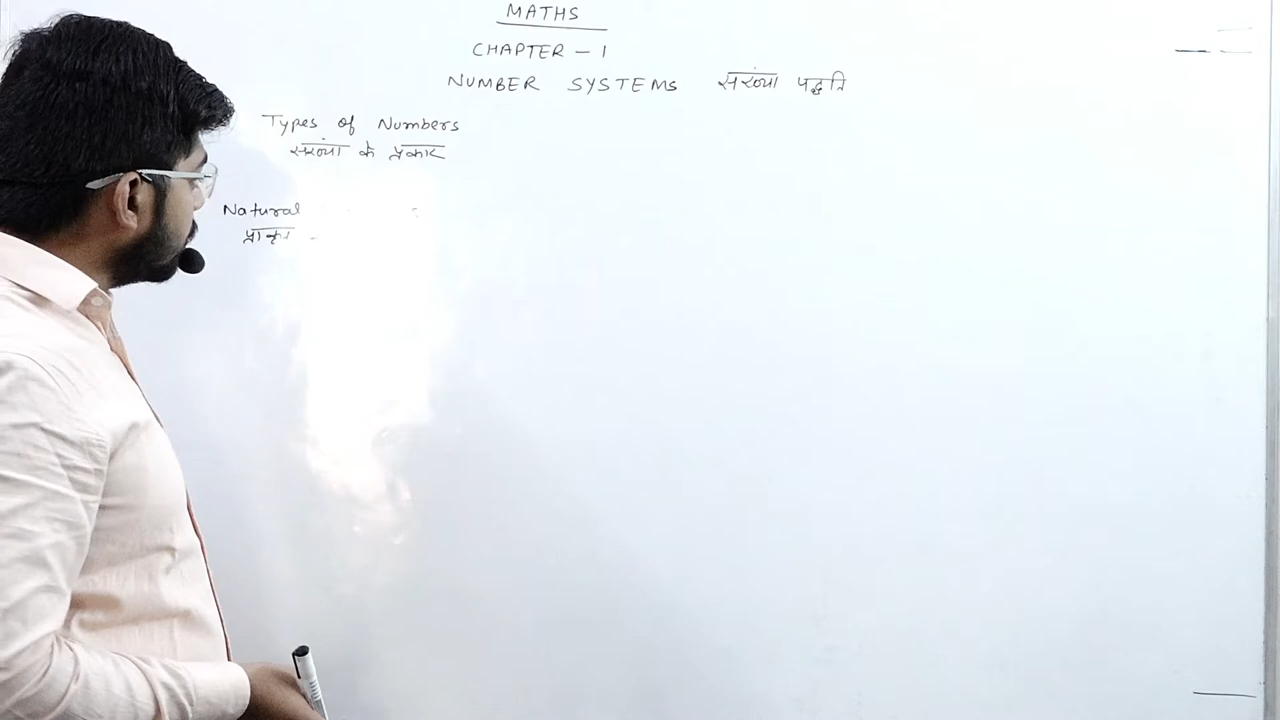 MATHS
CHAPTER - 1
NUMBER SYSTEMS संख्या पद्धति
Types of Numbers
संख्या के प्रकार
Natural